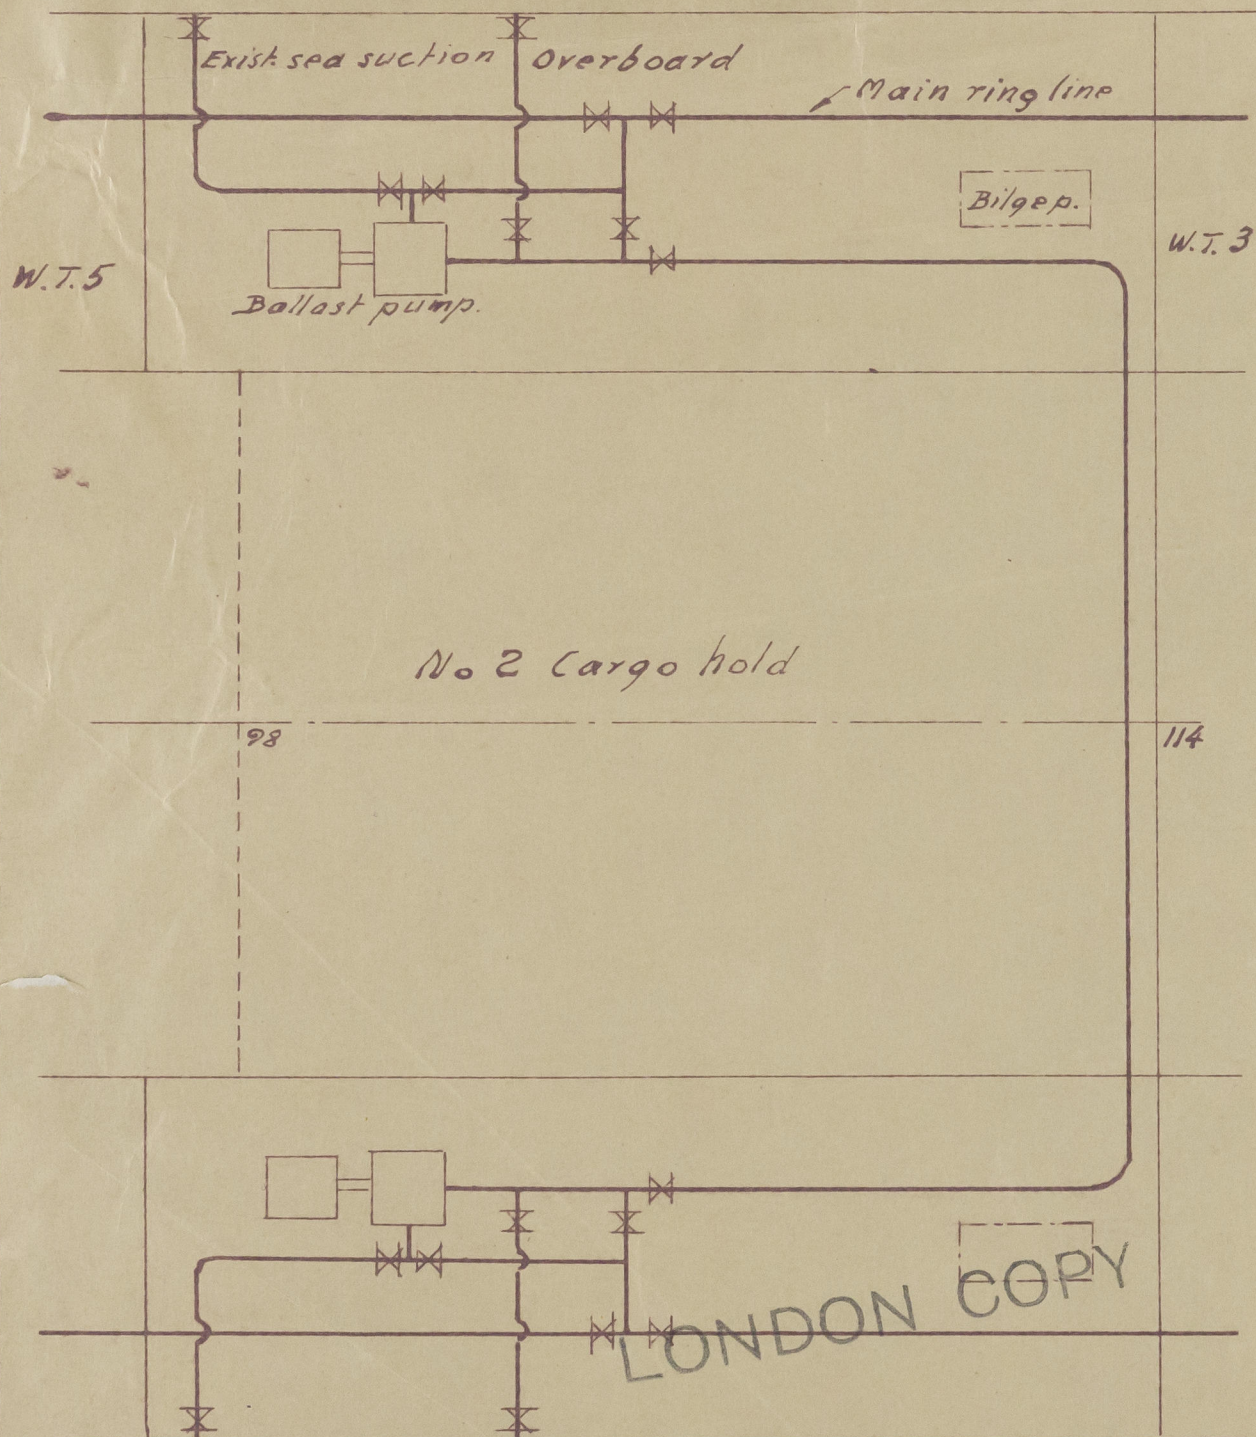 Exist. sea suction
Overboard
Main ring line
Bilge p.
W.T. 3
W.T. 5
Ballast pump.
No 2 Cargo hold
98
114
LONDON COPY